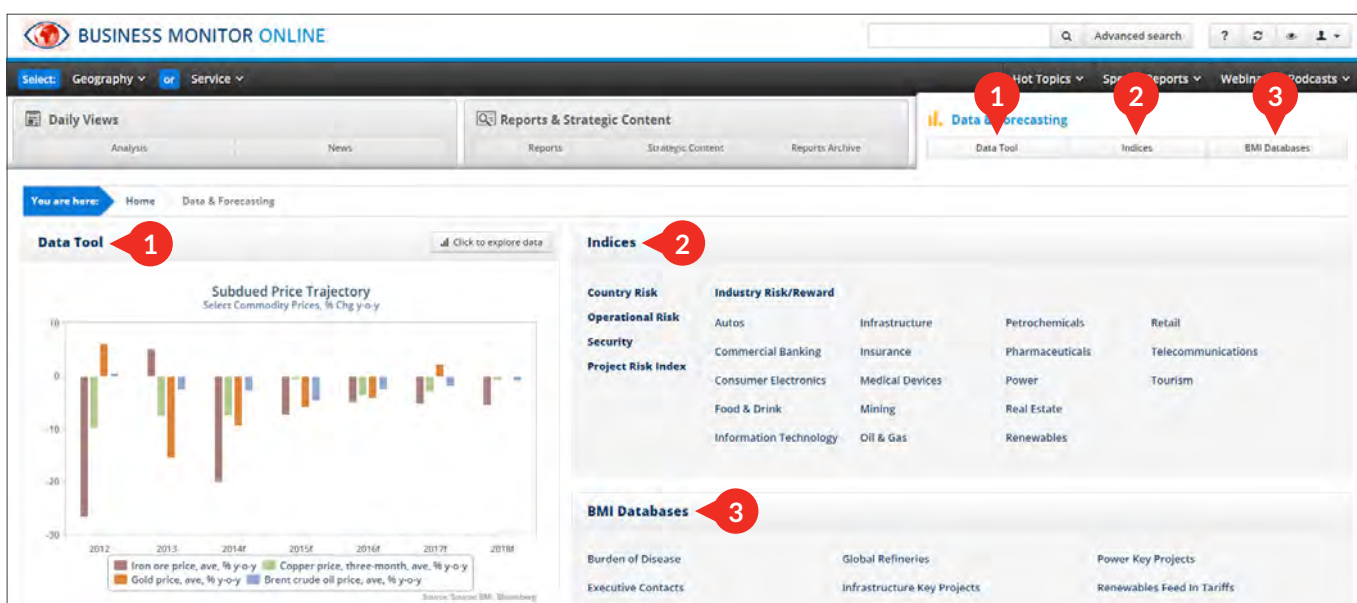 BUSINESS MONITOR ONLINE
Advanced search
?
Select: Geography or Service
Hot Topics Reports Podcasts
1 2 3
Daily Views
Analysis News
Reports & Strategic Content
Reports Strategic Content Reports Archive
Data & Forecasting
Data Tool Indices BMI Databases
You are here: Home Data & Forecasting
Data Tool 1 Click to explore data
Subdued Price Trajectory
Select Commodity Prices, % Chg y-o-y
10
0
-10
-20
-30
2012 2013 2014f 2015f 2016f 2017f 2018f
Iron ore price, ave, % y-o-y Copper price, three-month, ave, % y-o-y
Gold price, ave, % y-o-y Brent crude oil price, ave, % y-o-y
Source: Source: BMI, Bloomberg
Indices 2
Country Risk
Operational Risk
Security
Project Risk Index
Industry Risk/Reward
Autos Infrastructure Petrochemicals Retail
Commercial Banking Insurance Pharmaceuticals Telecommunications
Consumer Electronics Medical Devices Power Tourism
Food & Drink Mining Real Estate
Information Technology Oil & Gas Renewables
BMI Databases 3
Burden of Disease Global Refineries Power Key Projects
Executive Contacts Infrastructure Key Projects Renewables Feed In Tariffs